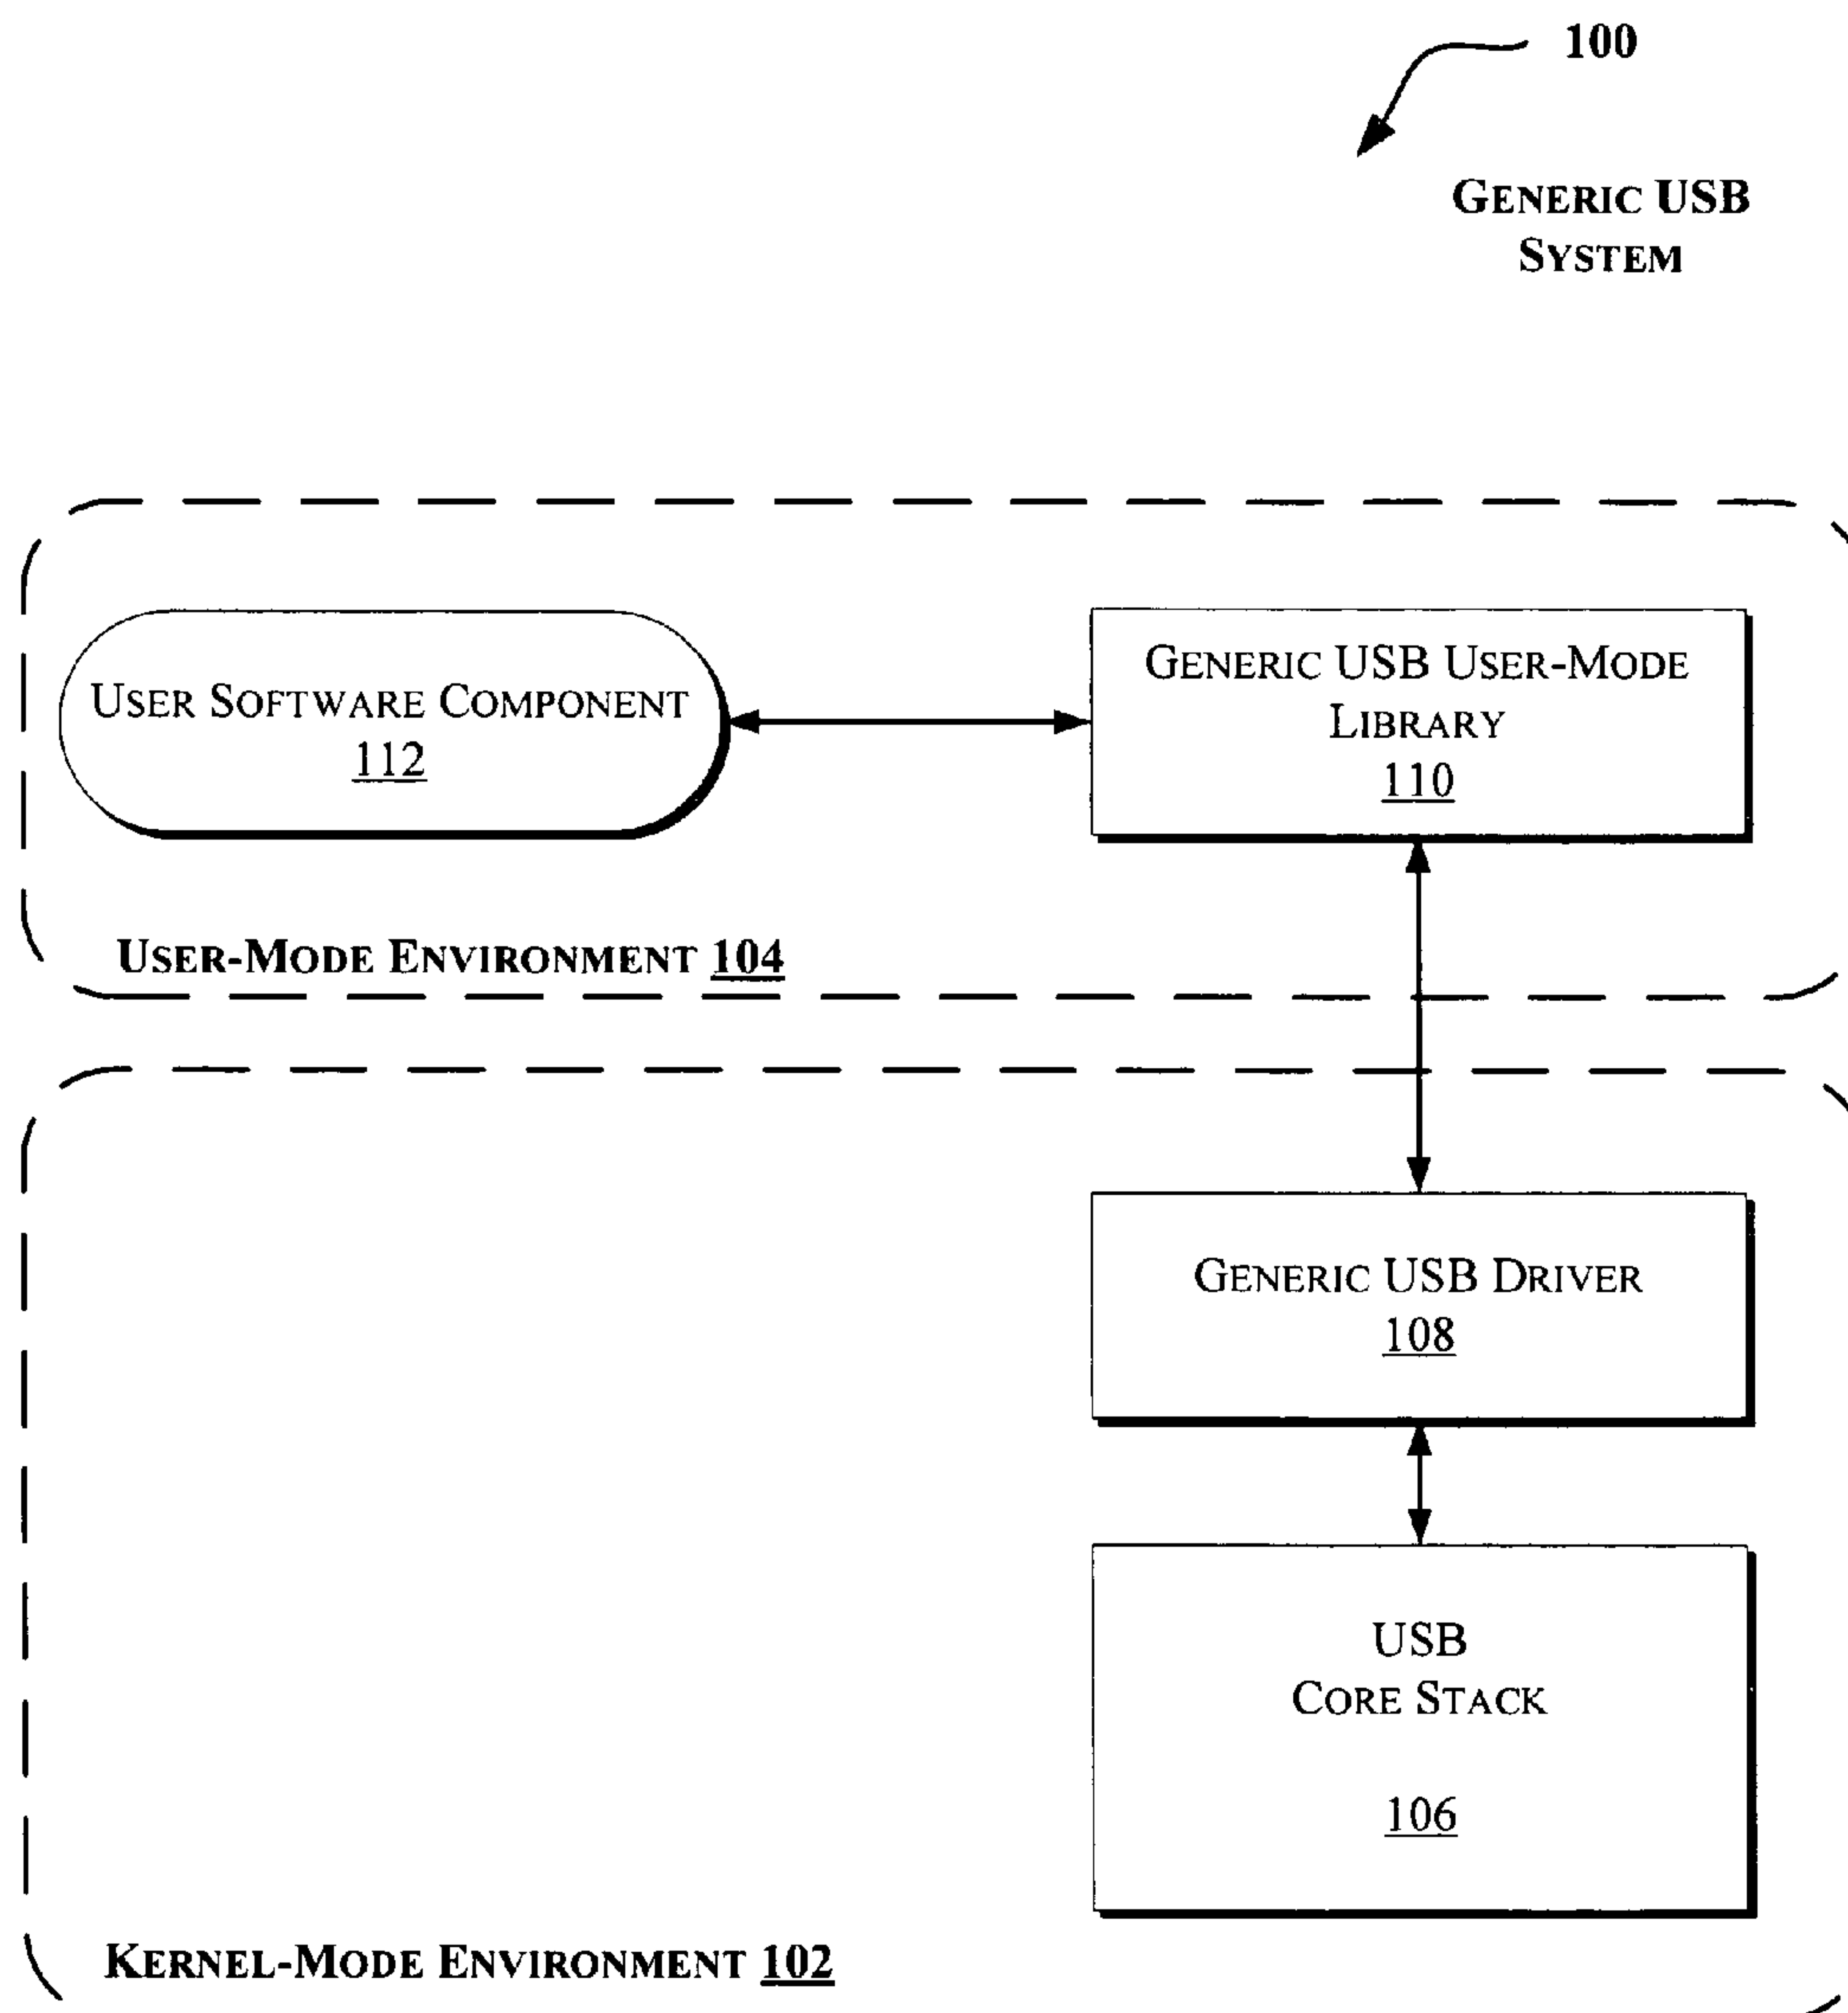 100
GENERIC USB
SYSTEM
USER SOFTWARE COMPONENT
112
GENERIC USB USER-MODE
LIBRARY
110
USER-MODE ENVIRONMENT 104
GENERIC USB DRIVER
108
USB
CORE STACK
106
KERNEL-MODE ENVIRONMENT 102